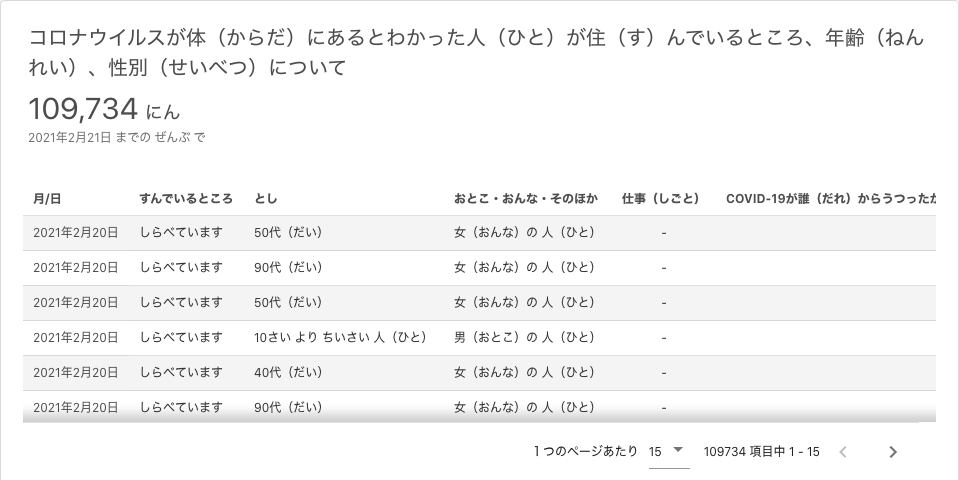 コロナウイルスが体（からだ）にあるとわかった人（ひと）が住（す）んでいるところ、年齢（ねん
れい）、性別（せいべつ）について
109,734 にん
2021年2月21日 までの ぜんぶ で
月/日 すんでいるところ とし おとこ・おんな・そのほか 仕事（しごと） COVID-19が誰（だれ）からうつったか
2021年2月20日 しらべています 50代（だい） 女（おんな）の 人（ひと） -
2021年2月20日 しらべています 90代（だい） 女（おんな）の 人（ひと） -
2021年2月20日 しらべています 50代（だい） 女（おんな）の 人（ひと） -
2021年2月20日 しらべています 10さい より ちいさい 人（ひと） 男（おとこ）の 人（ひと） -
2021年2月20日 しらべています 40代（だい） 女（おんな）の 人（ひと） -
2021年2月20日 しらべています 90代（だい） 女（おんな）の 人（ひと） -
1 つのページあたり 15 109734 項目中 1 - 15